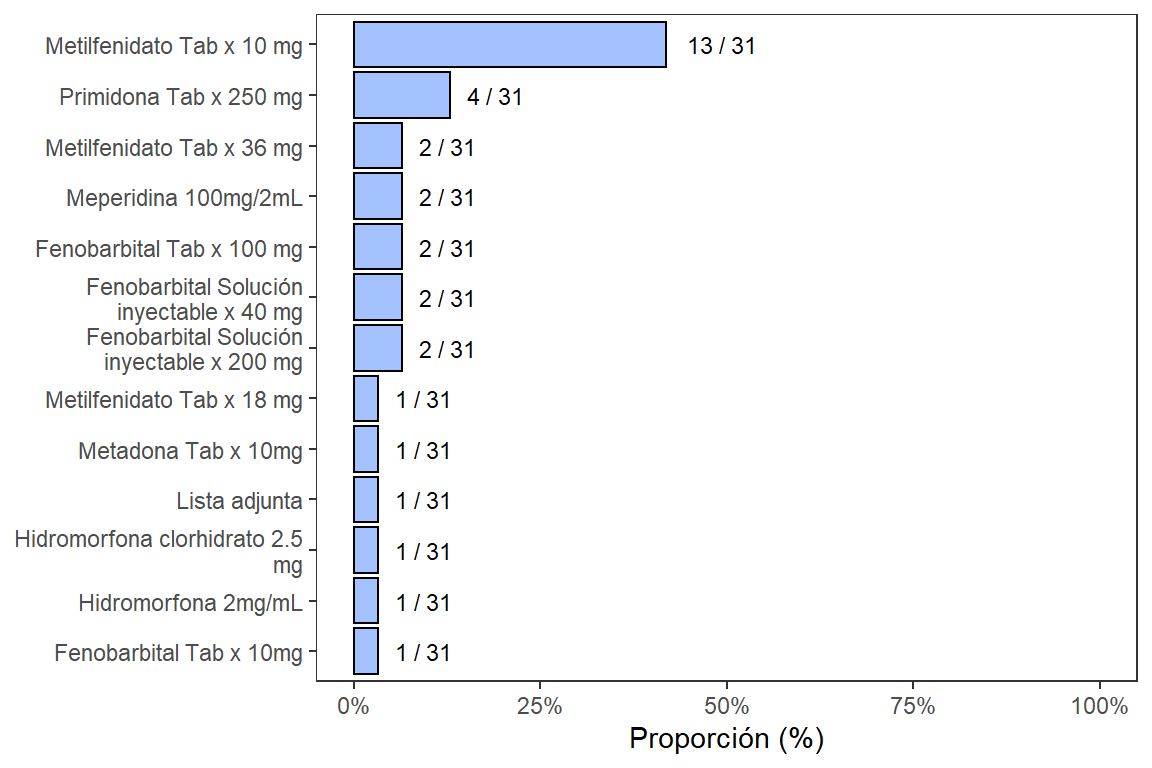 Metilfenidato Tab x 10 mg
13 / 31
Primidona Tab x 250 mg
4 / 31
Metilfenidato Tab x 36 mg
2 / 31
Meperidina 100mg/2mL
2 / 31
Fenobarbital Tab x 100 mg
2 / 31
Fenobarbital Solución
inyectable x 40 mg
2 / 31
Fenobarbital Solución
inyectable x 200 mg
2 / 31
Metilfenidato Tab x 18 mg
1 / 31
Metadona Tab x 10mg
1 / 31
Lista adjunta
1 / 31
Hidromorfona clorhidrato 2.5
mg
1 / 31
Hidromorfona 2mg/mL
1 / 31
Fenobarbital Tab x 10mg
1 / 31
0% 25% 50% 75% 100%
Proporción (%)